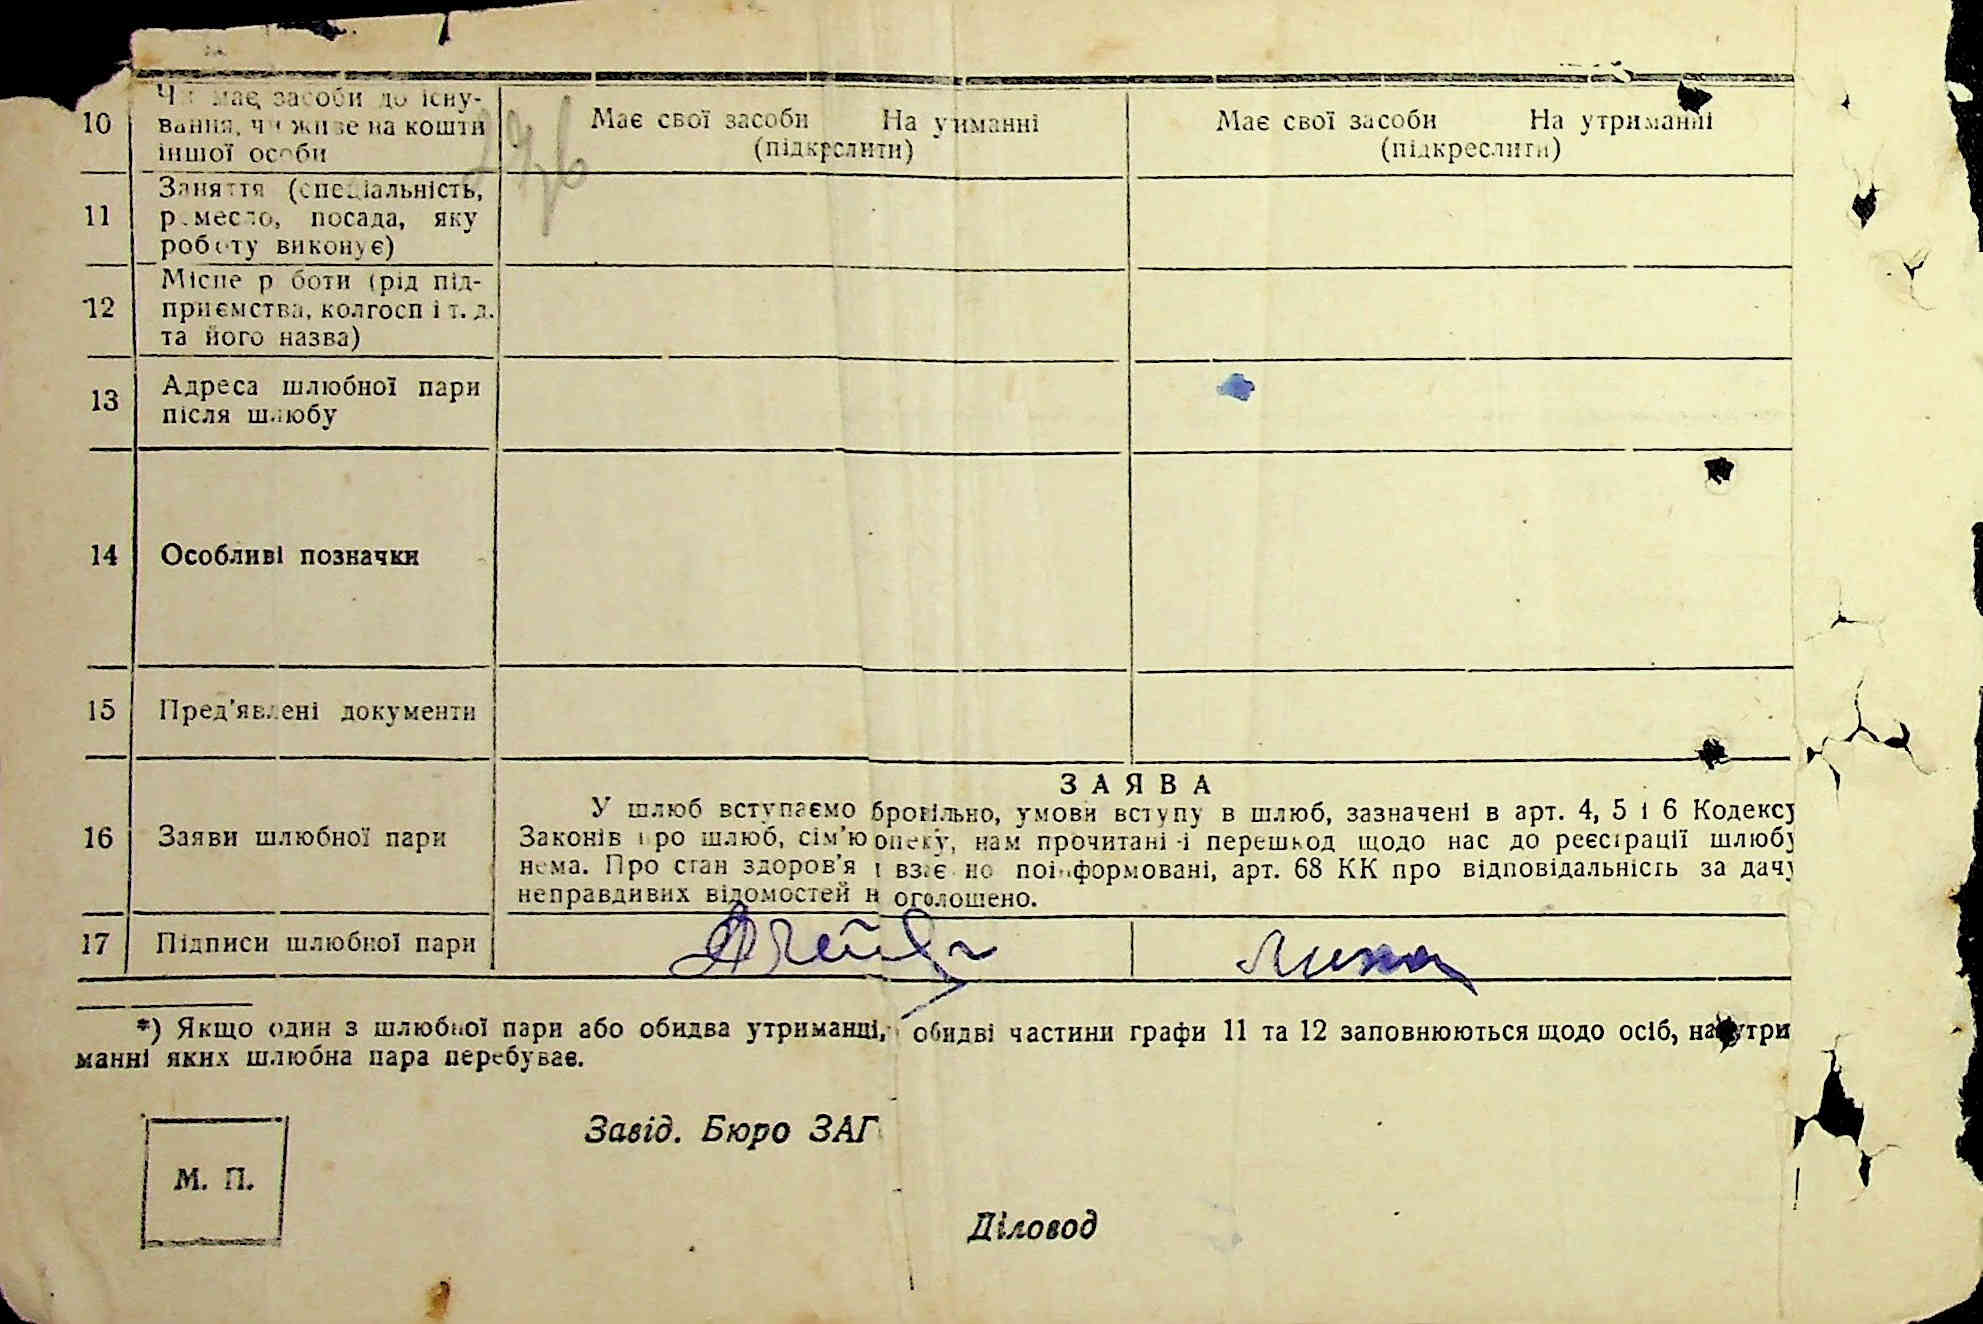 10 Чи має засоби до існу-
вання, чи живе на кошти
іншої особи
Має свої засоби На утиманні
(підкреслити)
Має свої засоби На утриманні
(підкреслити)
11 Заняття (спеціальність,
ремесло, посада, яку
роботу виконує)
12 Місце роботи (рід під-
приємства, колгосп і т. д.
та його назва)
13 Адреса шлюбної пари
після шлюбу
14 Особливі позначки
15 Пред'явлені документи
16 Заяви шлюбної пари
ЗАЯВА
У шлюб вступаємо бровільно, умови вступу в шлюб, зазначені в арт. 4, 5 і 6 Кодексу
Законів про шлюб, сім'ю опеку, нам прочитані і перешкод щодо нас до реєстрації шлюбу
нема. Про стан здоров'я і взаємно поінформовані, арт. 68 КК про відповідальність за дачу
неправдивих відомостей н оголошено.
17 Підписи шлюбної пари
*) Якщо один з шлюбної пари або обидва утриманці, обидві частини графи 11 та 12 заповнюються щодо осіб, на утри
манні яких шлюбна пара перебуває.
Завід. Бюро ЗАГ
М. П.
Діловод